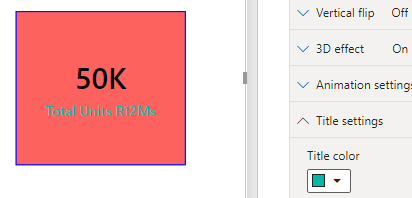 50K
Total Units R12Ms
Vertical flip Off
3D effect On
Animation settings
Title settings
Title color